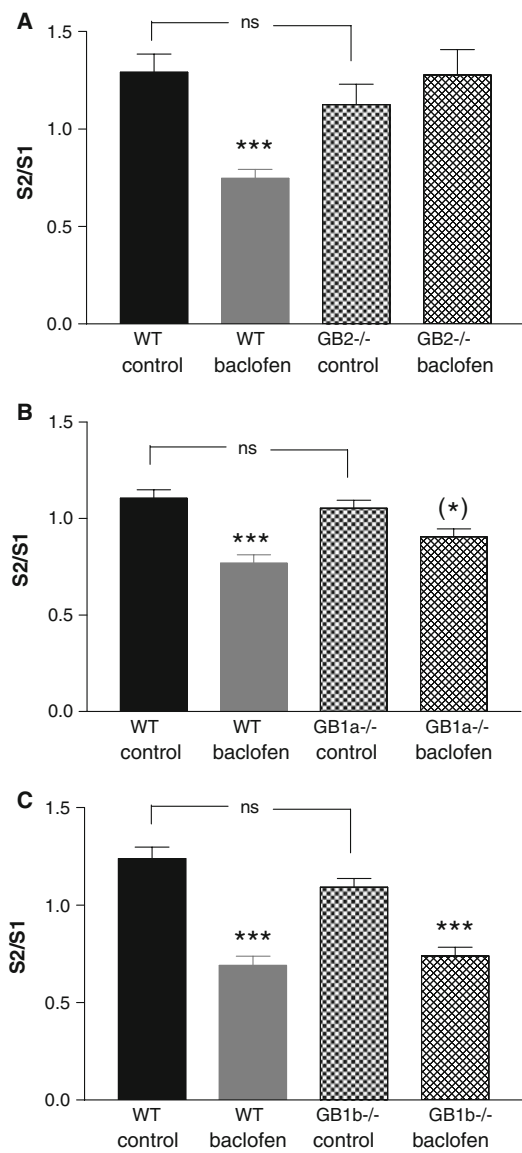 A
ns
1.5
1.0
0.5
0.0
S2/S1
***
WT WT GB2-/- GB2-/-
control baclofen control baclofen
B
ns
1.5
1.0
0.5
0.0
S2/S1
***
(*)
WT WT GB1a-/- GB1a-/-
control baclofen control baclofen
C
ns
1.5
1.0
0.5
0.0
S2/S1
***
***
WT WT GB1b-/- GB1b-/-
control baclofen control baclofen